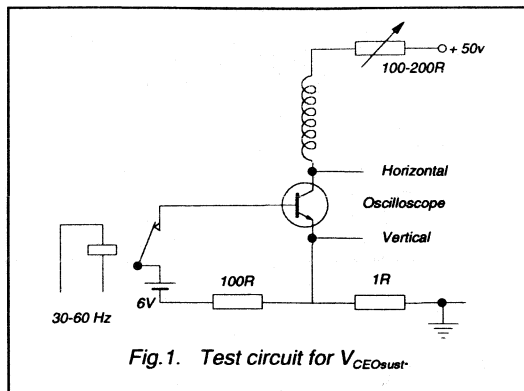 + 50v
100-200R
Horizontal
Oscilloscope
Vertical
100R
1R
6V
30-60 Hz
Fig.1. Test circuit for VCEOsust.